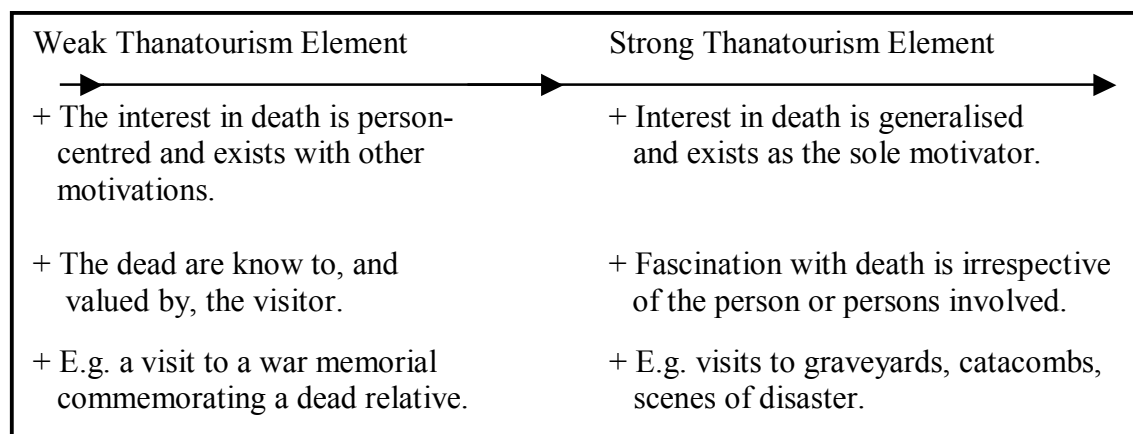 Weak Thanatourism Element
Strong Thanatourism Element
+ The interest in death is person-
centred and exists with other
motivations.
+ Interest in death is generalised
and exists as the sole motivator.
+ The dead are know to, and
valued by, the visitor.
+ Fascination with death is irrespective
of the person or persons involved.
+ E.g. a visit to a war memorial
commemorating a dead relative.
+ E.g. visits to graveyards, catacombs,
scenes of disaster.